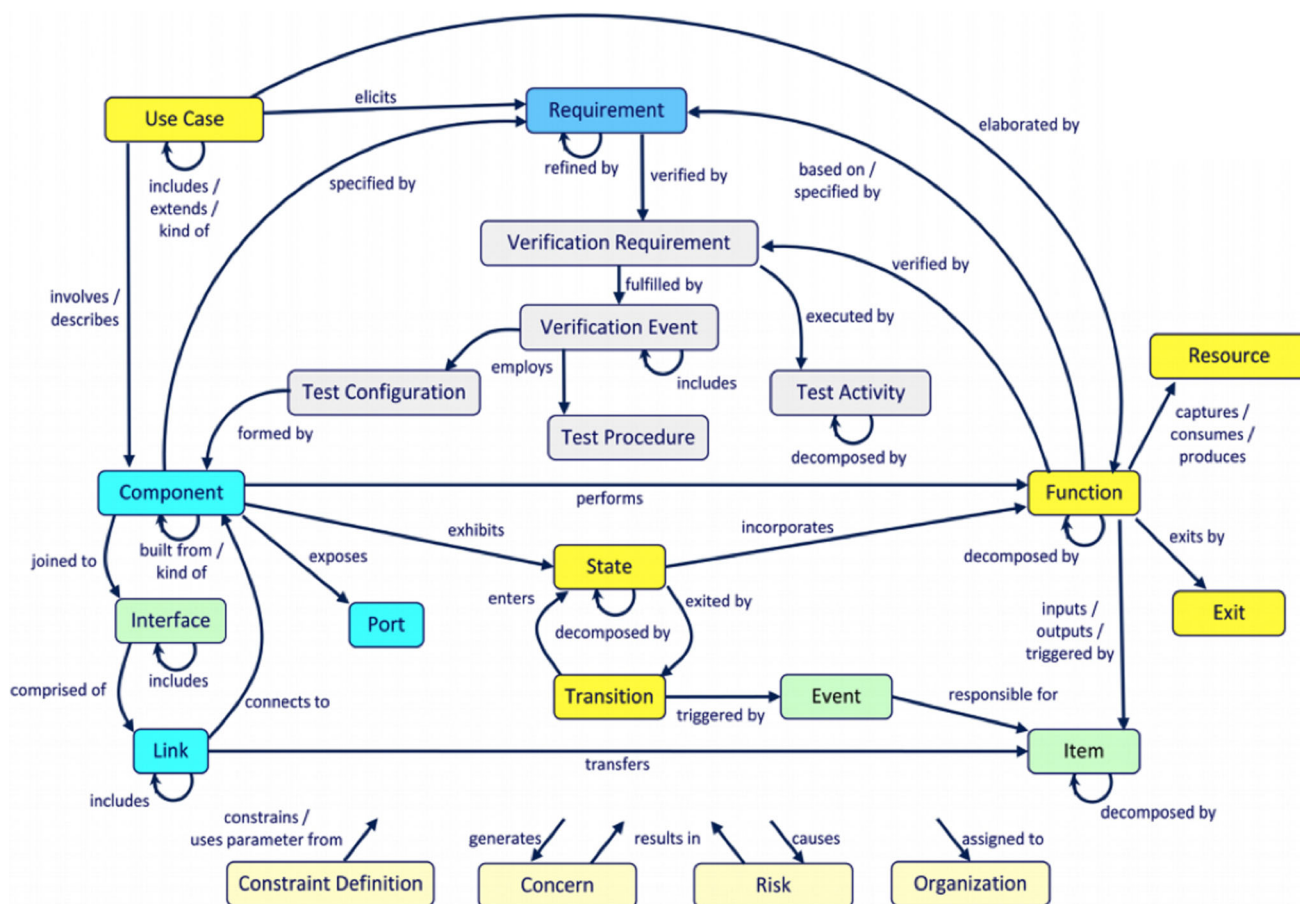 elicits
Requirement
Use Case
elaborated by
refined by
specified by
verified by
based on /
specified by
includes /
extends /
kind of
Verification Requirement
verified by
fulfilled by
involves /
describes
Verification Event
executed by
Resource
employs
includes
Test Configuration
Test Activity
captures /
consumes /
produces
formed by
Test Procedure
decomposed by
Component
performs
Function
exhibits
incorporates
joined to
built from /
kind of
exposes
decomposed by
exits by
State
enters
exited by
Interface
Port
decomposed by
inputs /
outputs /
triggered by
Exit
includes
comprised of
connects to
Transition
triggered by
Event
responsible for
Link
transfers
Item
includes
decomposed by
constrains /
uses parameter from
generates
results in
causes
assigned to
Constraint Definition
Concern
Risk
Organization